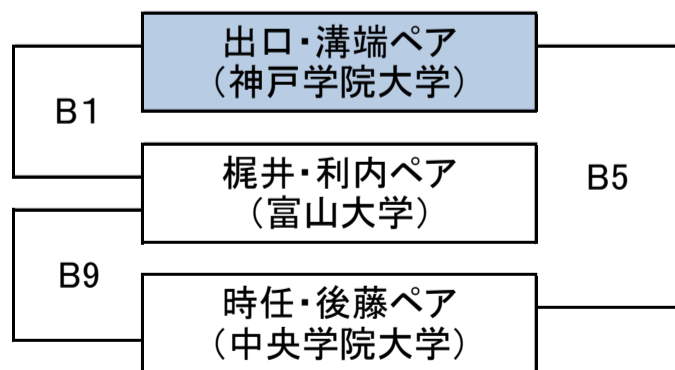 出口・溝端ペア
（神戸学院大学）
B1
梶井・利内ペア
（富山大学）
B5
B9
時任・後藤ペア
（中央学院大学）